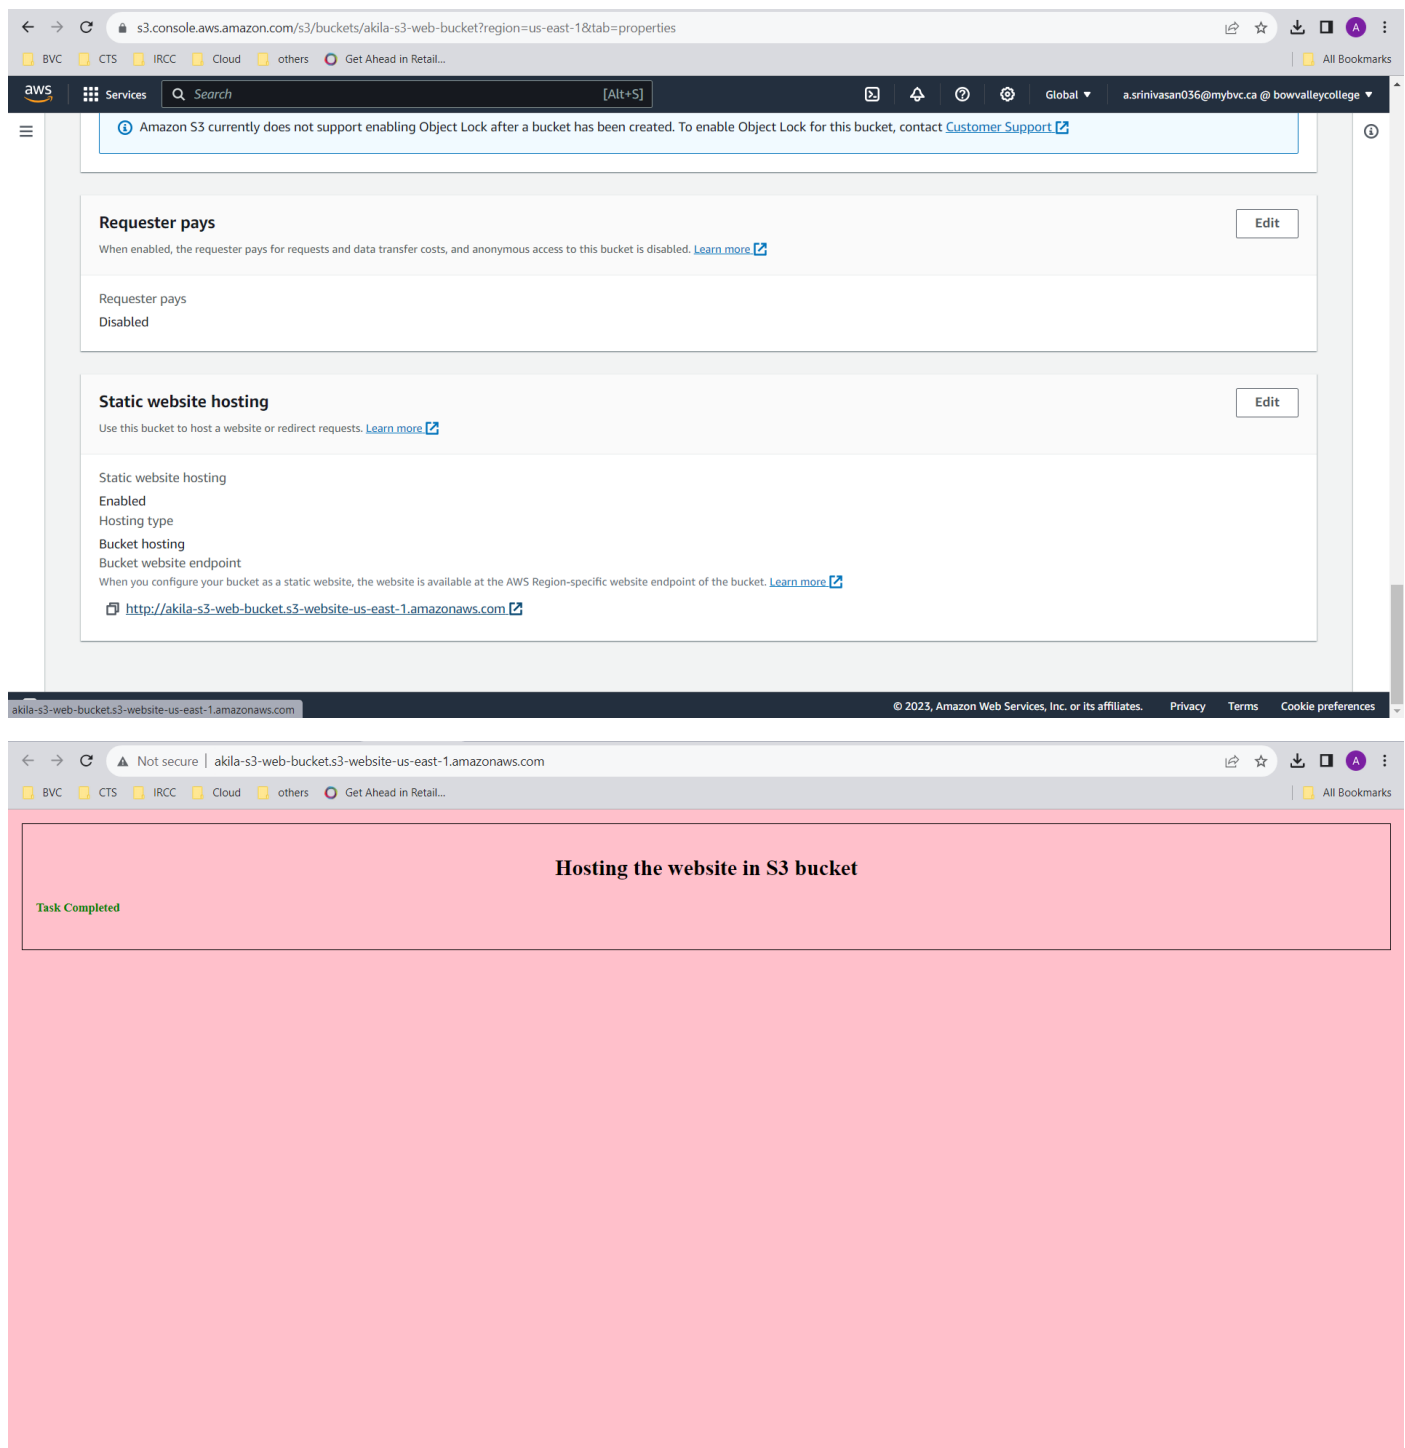 s3.console.aws.amazon.com/s3/buckets/akila-s3-web-bucket?region=us-east-1&tab=properties
A
BVC CTS IRCC Cloud others Get Ahead in Retail... All Bookmarks
aws Services Search [Alt+S] Global a.srinivasan036@mybvc.ca @ bowvalleycollege
Amazon S3 currently does not support enabling Object Lock after a bucket has been created. To enable Object Lock for this bucket, contact Customer Support
Requester pays
Edit
When enabled, the requester pays for requests and data transfer costs, and anonymous access to this bucket is disabled. Learn more
Requester pays
Disabled
Static website hosting
Edit
Use this bucket to host a website or redirect requests. Learn more
Static website hosting
Enabled
Hosting type
Bucket hosting
Bucket website endpoint
When you configure your bucket as a static website, the website is available at the AWS Region-specific website endpoint of the bucket. Learn more
http://akila-s3-web-bucket.s3-website-us-east-1.amazonaws.com
akila-s3-web-bucket.s3-website-us-east-1.amazonaws.com
© 2023, Amazon Web Services, Inc. or its affiliates. Privacy Terms Cookie preferences
Not secure | akila-s3-web-bucket.s3-website-us-east-1.amazonaws.com
A
BVC CTS IRCC Cloud others Get Ahead in Retail... All Bookmarks
Hosting the website in S3 bucket
Task Completed